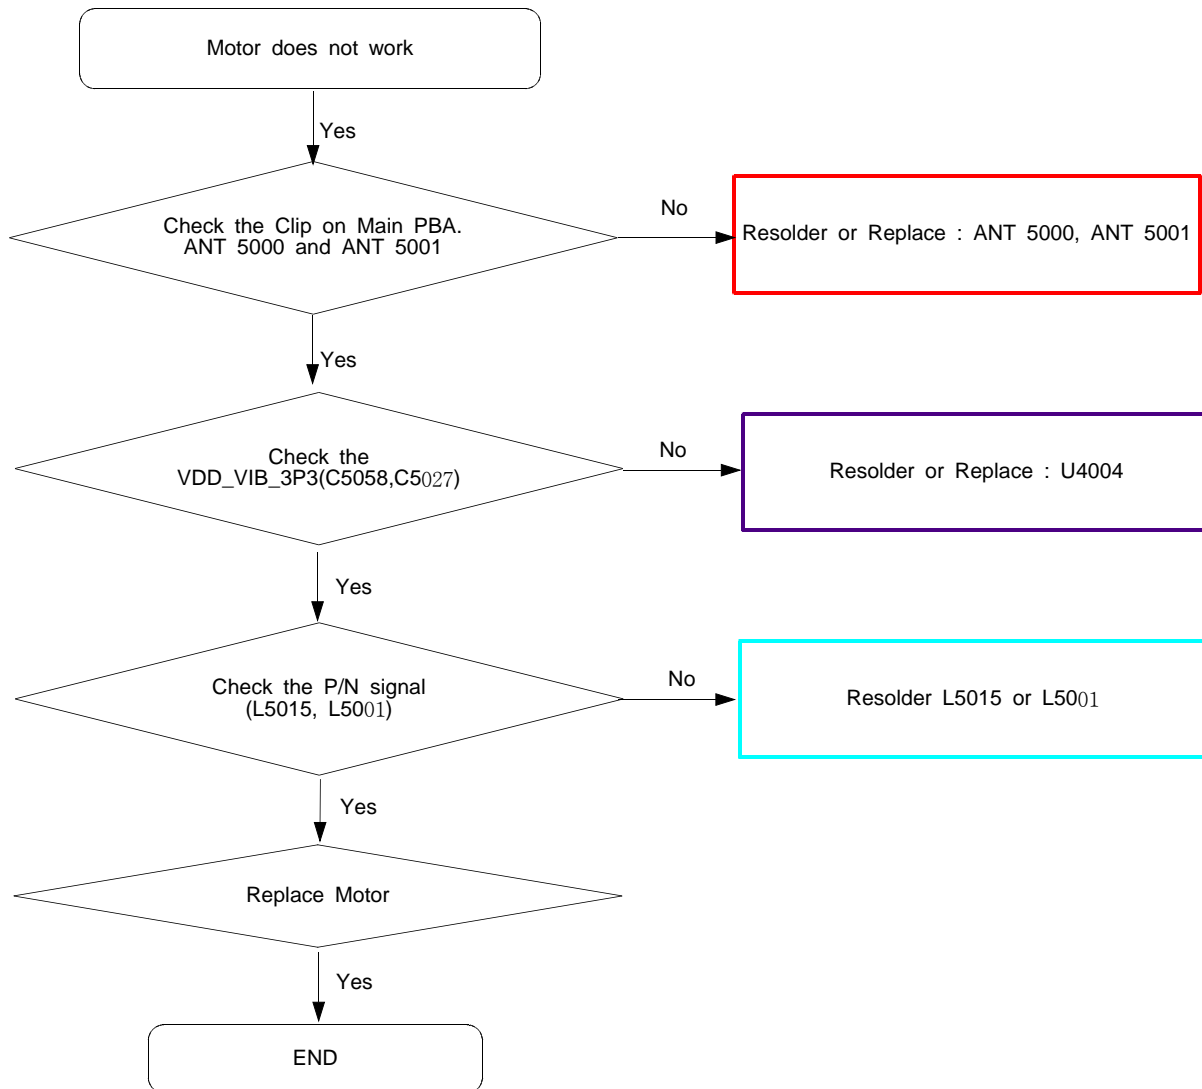 Motor does not work
Yes
Check the Clip on Main PBA.
ANT 5000 and ANT 5001
No
Resolder or Replace : ANT 5000, ANT 5001
Yes
Check the
VDD_VIB_3P3(C5058,C5027)
No
Resolder or Replace : U4004
Yes
Check the P/N signal
(L5015, L5001)
No
Resolder L5015 or L5001
Yes
Replace Motor
Yes
END